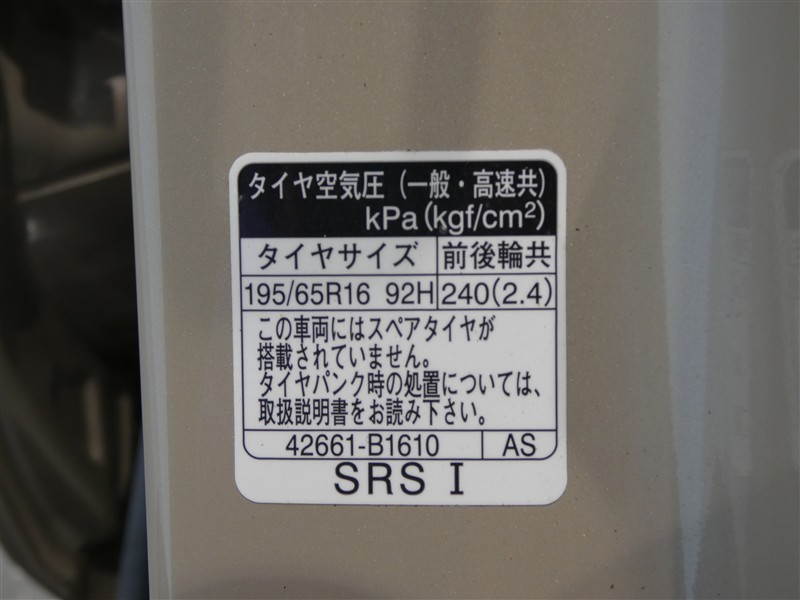 タイヤ空気圧（一般・高速共）
kPa(kgf/cm²)
タイヤサイズ 前後輪共
195/65R16 92H 240(2.4)
この車両にはスペアタイヤが
搭載されていません。
タイヤパンク時の処置については、
取扱説明書をお読み下さい。
42661-B1610 AS
SRS I